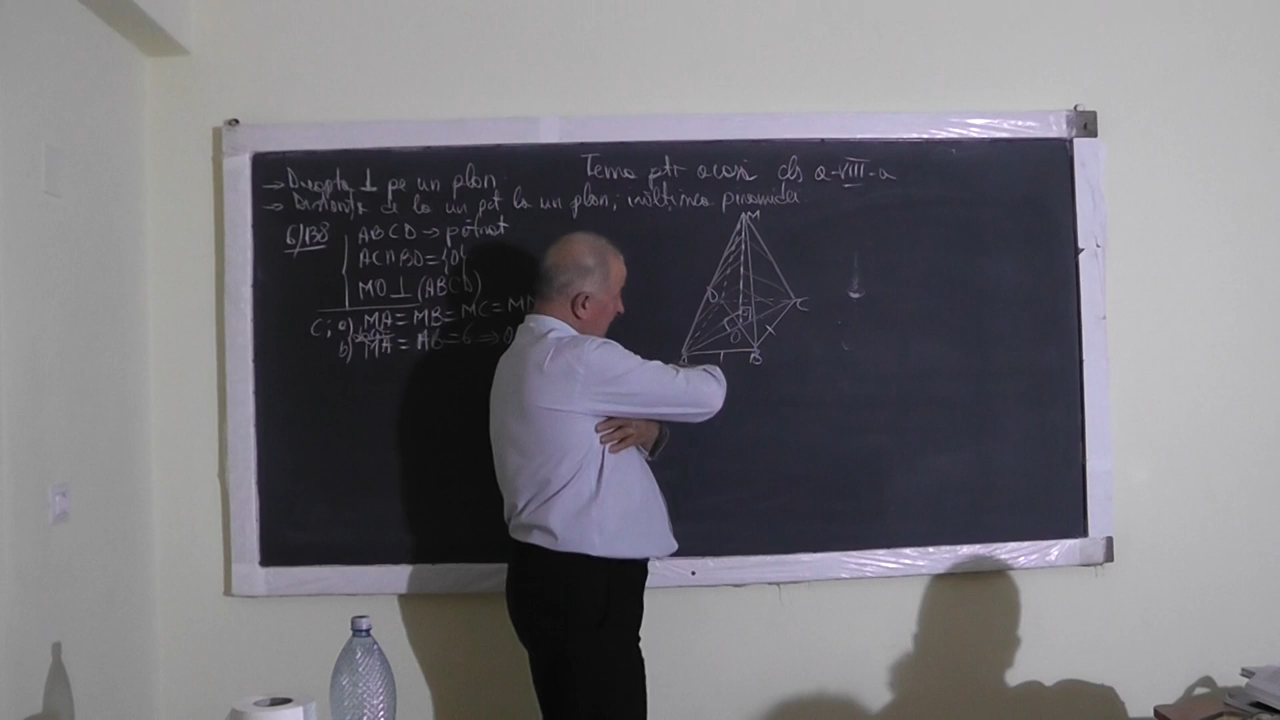 Tema ptr acasă cls a-VIII-a
→ Dreapta ⊥ pe un plan
→ Distanța de la un pct la un plan; înălțimea piramidei
6/138
ABCD → pătrat
AC∩BD={O}
MO⊥(ABCD)
C; a) MA=MB=MC=MD
b) MA=AB=6⇒
M
D
C
O
A
B